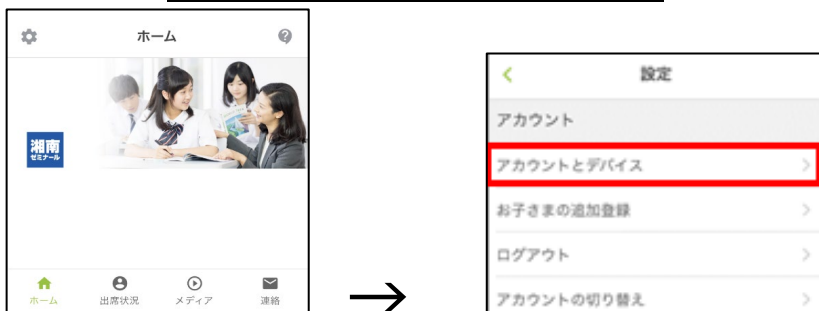 ホーム
湘南
ゼミナール
ホーム
出席状況
メディア
連絡
→
設定
アカウント
アカウントとデバイス
お子さまの追加登録
ログアウト
アカウントの切り替え